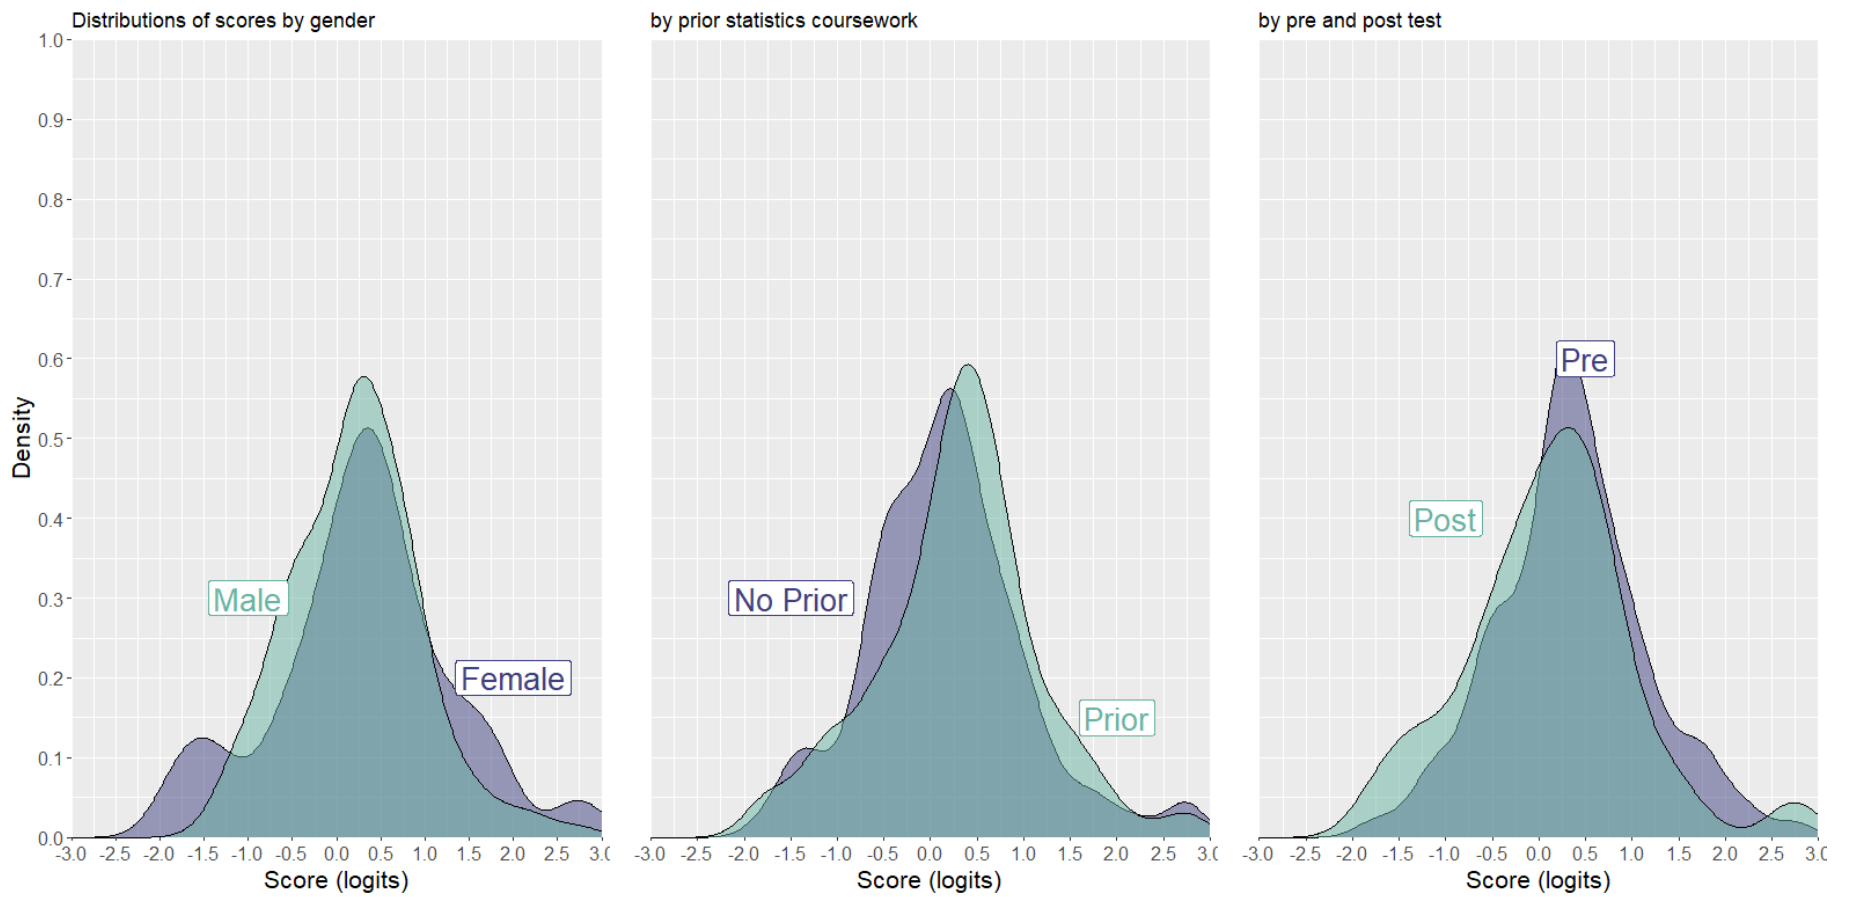 Distributions of scores by gender
by prior statistics coursework
by pre and post test
1.0
0.9
0.8
0.7
0.6
0.5
0.4
0.3
0.2
0.1
0.0
Density
Male
Female
No Prior
Prior
Pre
Post
-3.0 -2.5 -2.0 -1.5 -1.0 -0.5 0.0 0.5 1.0 1.5 2.0 2.5 3.0
-3.0 -2.5 -2.0 -1.5 -1.0 -0.5 0.0 0.5 1.0 1.5 2.0 2.5 3.0
-3.0 -2.5 -2.0 -1.5 -1.0 -0.5 0.0 0.5 1.0 1.5 2.0 2.5 3.0
Score (logits)
Score (logits)
Score (logits)